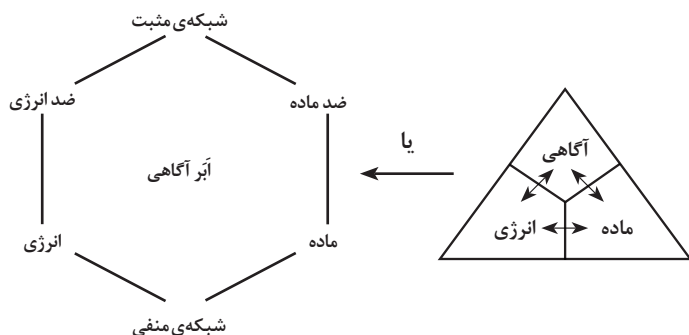 شبکه‌ی مثبت
ضد ماده
ضد انرژی
اَبَر آگاهی
ماده
انرژی
شبکه‌ی منفی
یا
آگاهی
ماده
انرژی